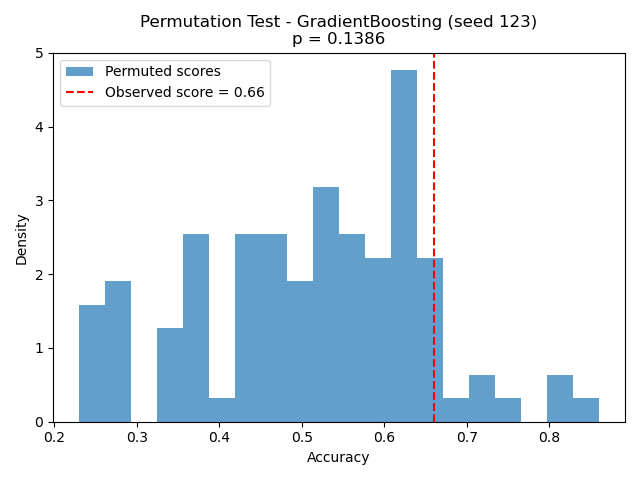 Permutation Test - GradientBoosting (seed 123)
p = 0.1386
Permuted scores
Observed score = 0.66
5
4
3
2
1
0
Density
0.2 0.3 0.4 0.5 0.6 0.7 0.8
Accuracy